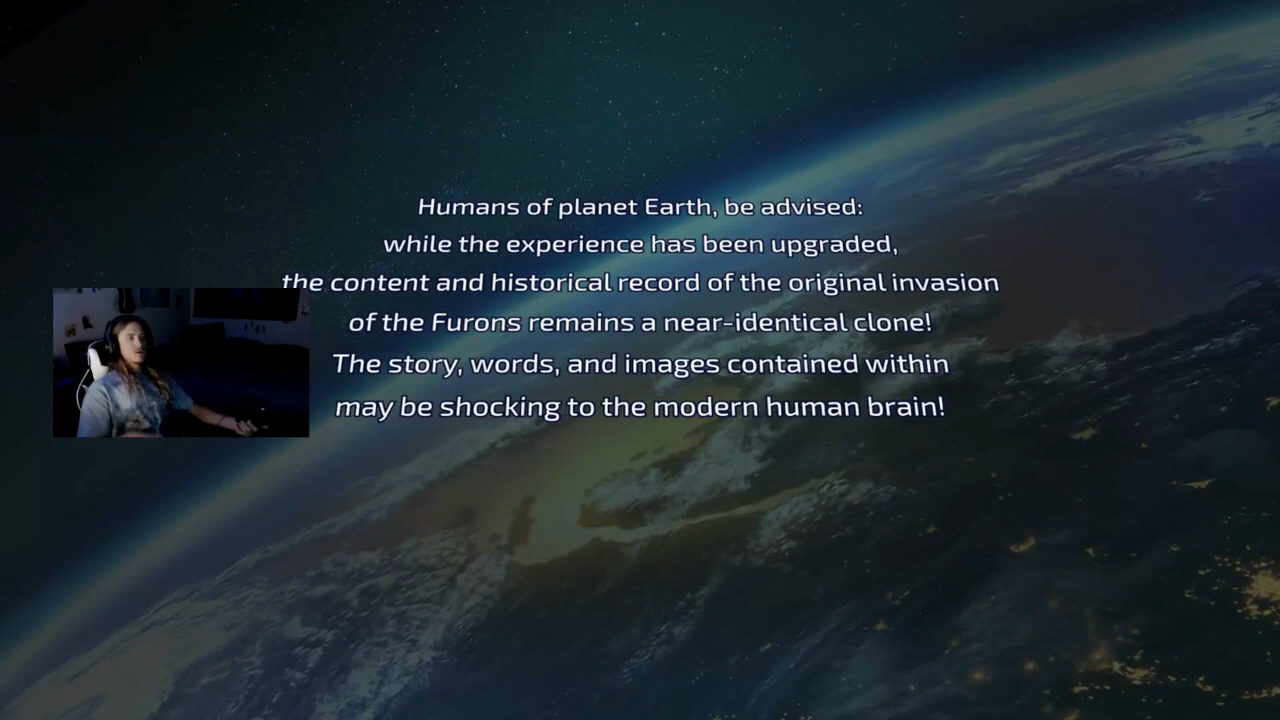 Humans of planet Earth, be advised:
while the experience has been upgraded,
the content and historical record of the original invasion
of the Furons remains a near-identical clone!
The story, words, and images contained within
may be shocking to the modern human brain!